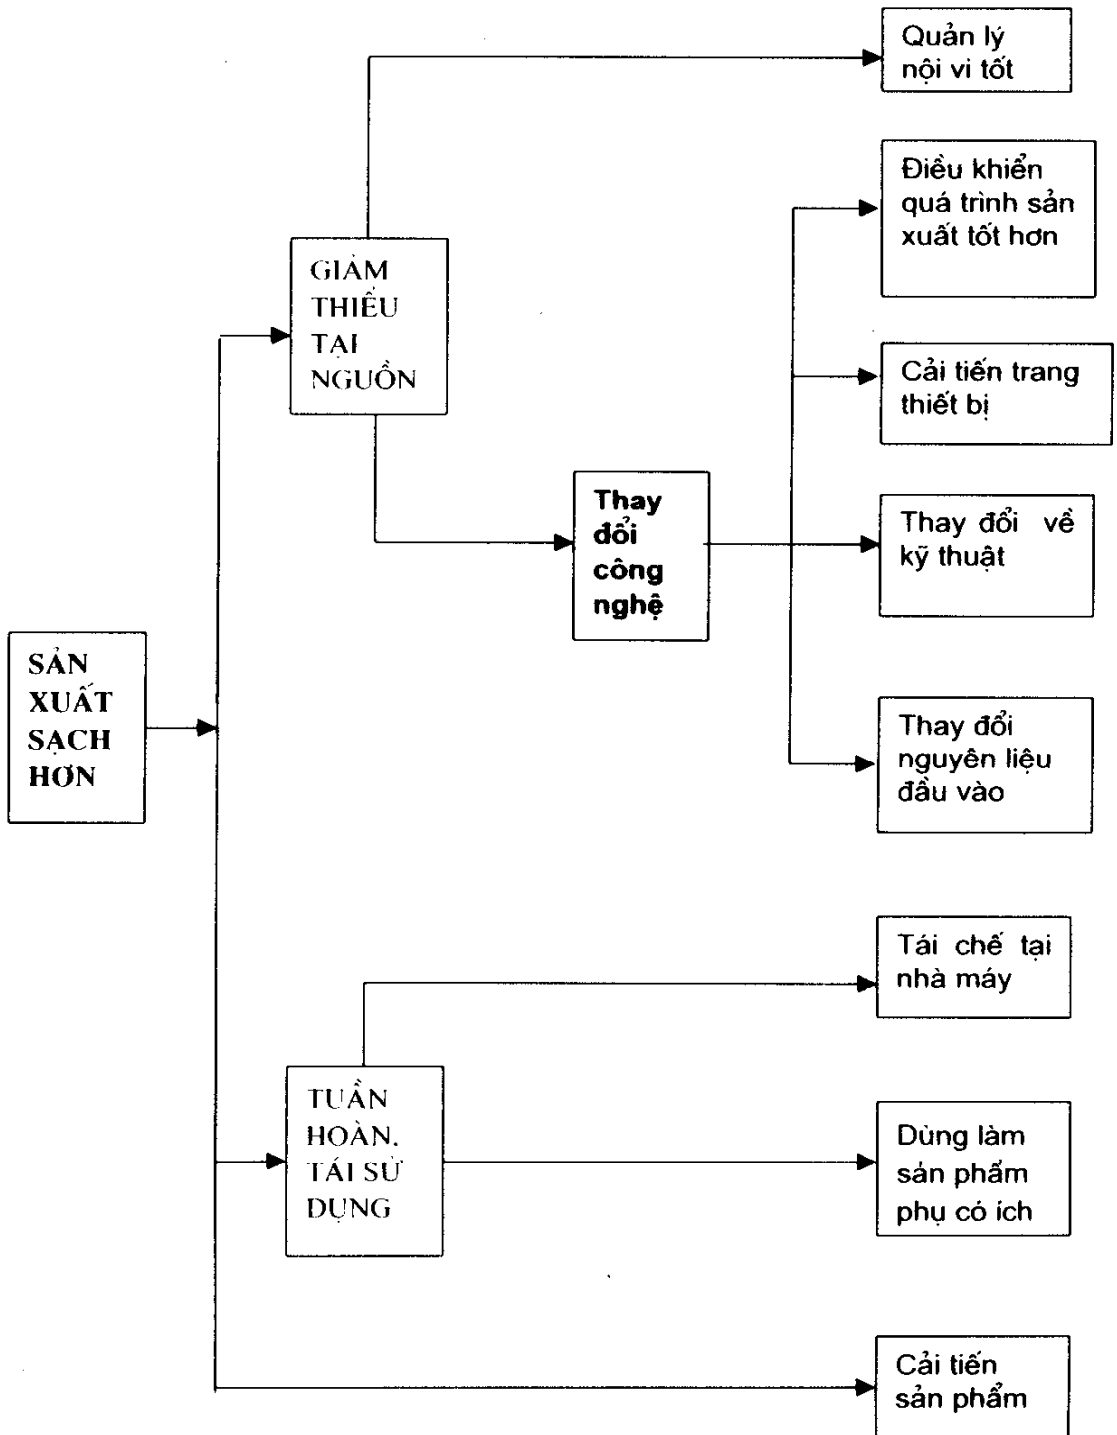 Quản lý
nội vi tốt
Điều khiển
quá trình sản
xuất tốt hơn
GIẢM
THIỂU
TẠI
NGUỒN
Cải tiến trang
thiết bị
Thay
đổi
công
nghệ
Thay đổi về
kỹ thuật
SẢN
XUẤT
SẠCH
HƠN
Thay đổi
nguyên liệu
đầu vào
Tái chế tại
nhà máy
TUẦN
HOÀN.
TÁI SỬ
DỤNG
Dùng làm
sản phẩm
phụ có ích
Cải tiến
sản phẩm